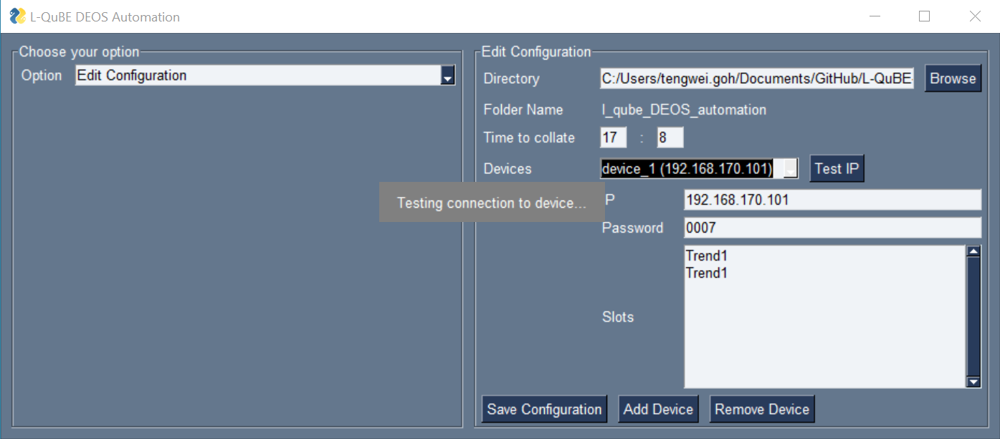 L-QuBE DEOS Automation
Choose your option
Option Edit Configuration
Edit Configuration
Directory C:/Users/tengwei.goh/Documents/GitHub/L-QuBE Browse
Folder Name l_qube_DEOS_automation
Time to collate 17 : 8
Devices device_1 (192.168.170.101) Test IP
Testing connection to device...
IP 192.168.170.101
Password 0007
Slots
Trend1
Trend1
Save Configuration Add Device Remove Device